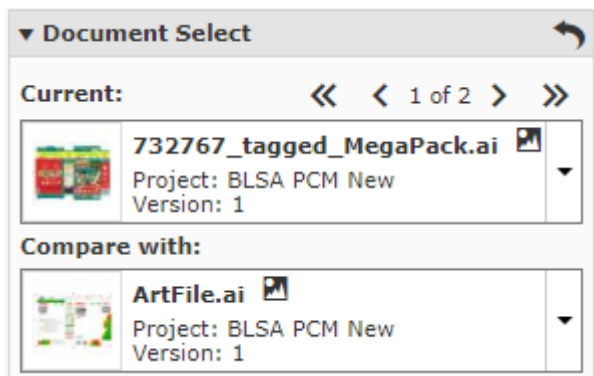 Document Select
Current:
1 of 2
732767_tagged_MegaPack.ai
Project: BLSA PCM New
Version: 1
Compare with:
ArtFile.ai
Project: BLSA PCM New
Version: 1